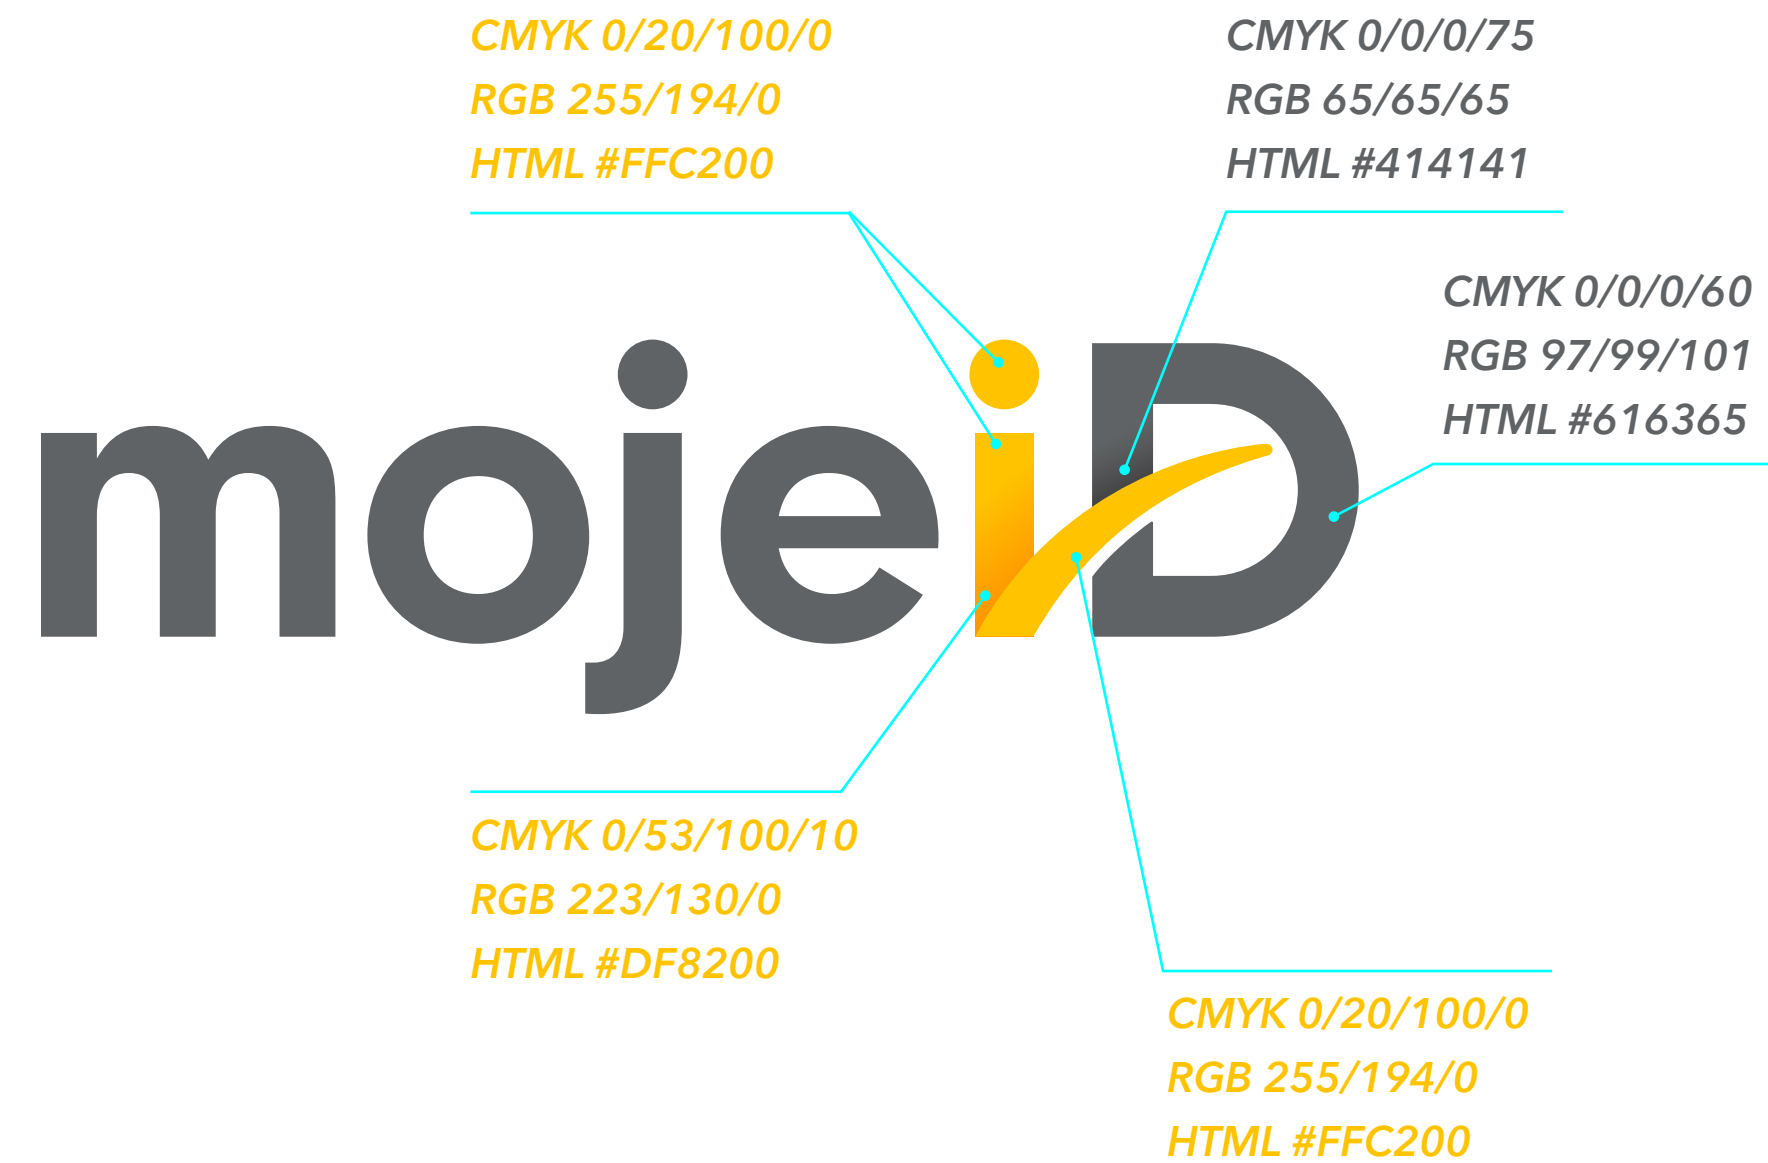 CMYK 0/20/100/0
RGB 255/194/0
HTML #FFC200
CMYK 0/0/0/75
RGB 65/65/65
HTML #414141
CMYK 0/0/0/60
RGB 97/99/101
HTML #616365
mojeiD
CMYK 0/53/100/10
RGB 223/130/0
HTML #DF8200
CMYK 0/20/100/0
RGB 255/194/0
HTML #FFC200